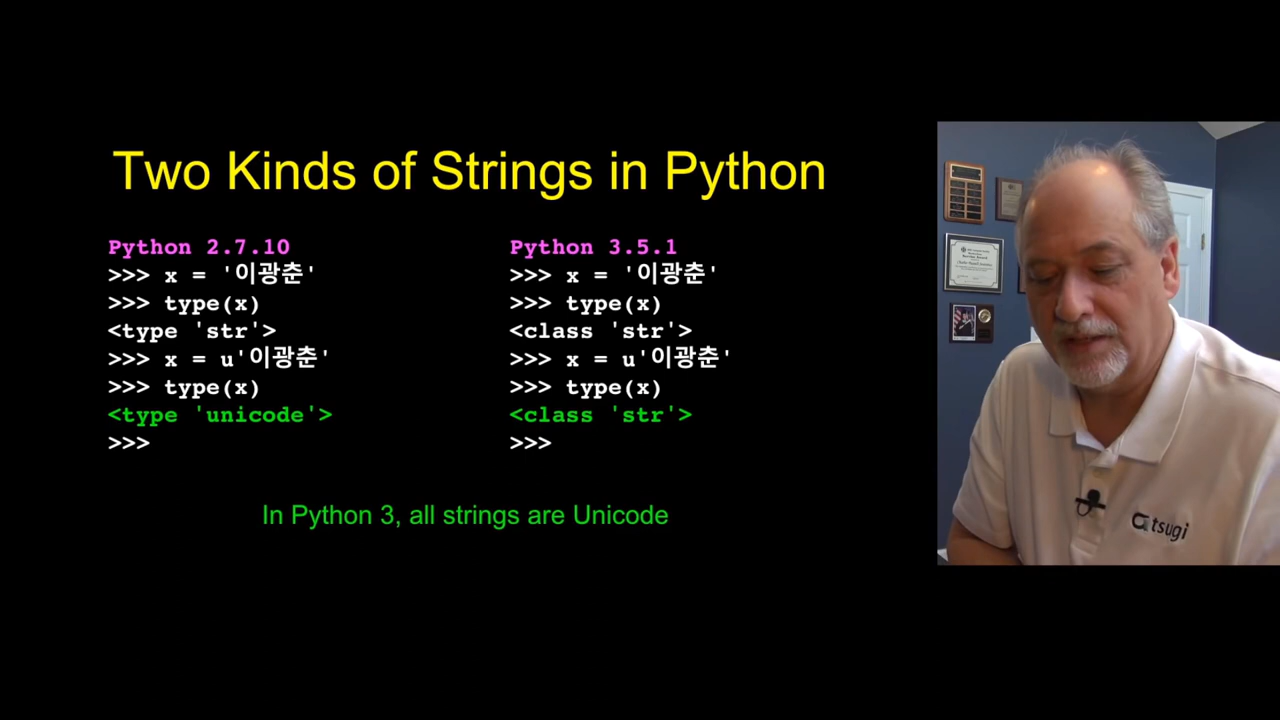 Two Kinds of Strings in Python
Python 2.7.10
>>> x = '이광춘'
>>> type(x)
<type 'str'>
>>> x = u'이광춘'
>>> type(x)
<type 'unicode'>
>>>
Python 3.5.1
>>> x = '이광춘'
>>> type(x)
<class 'str'>
>>> x = u'이광춘'
>>> type(x)
<class 'str'>
>>>
In Python 3, all strings are Unicode
tsugi